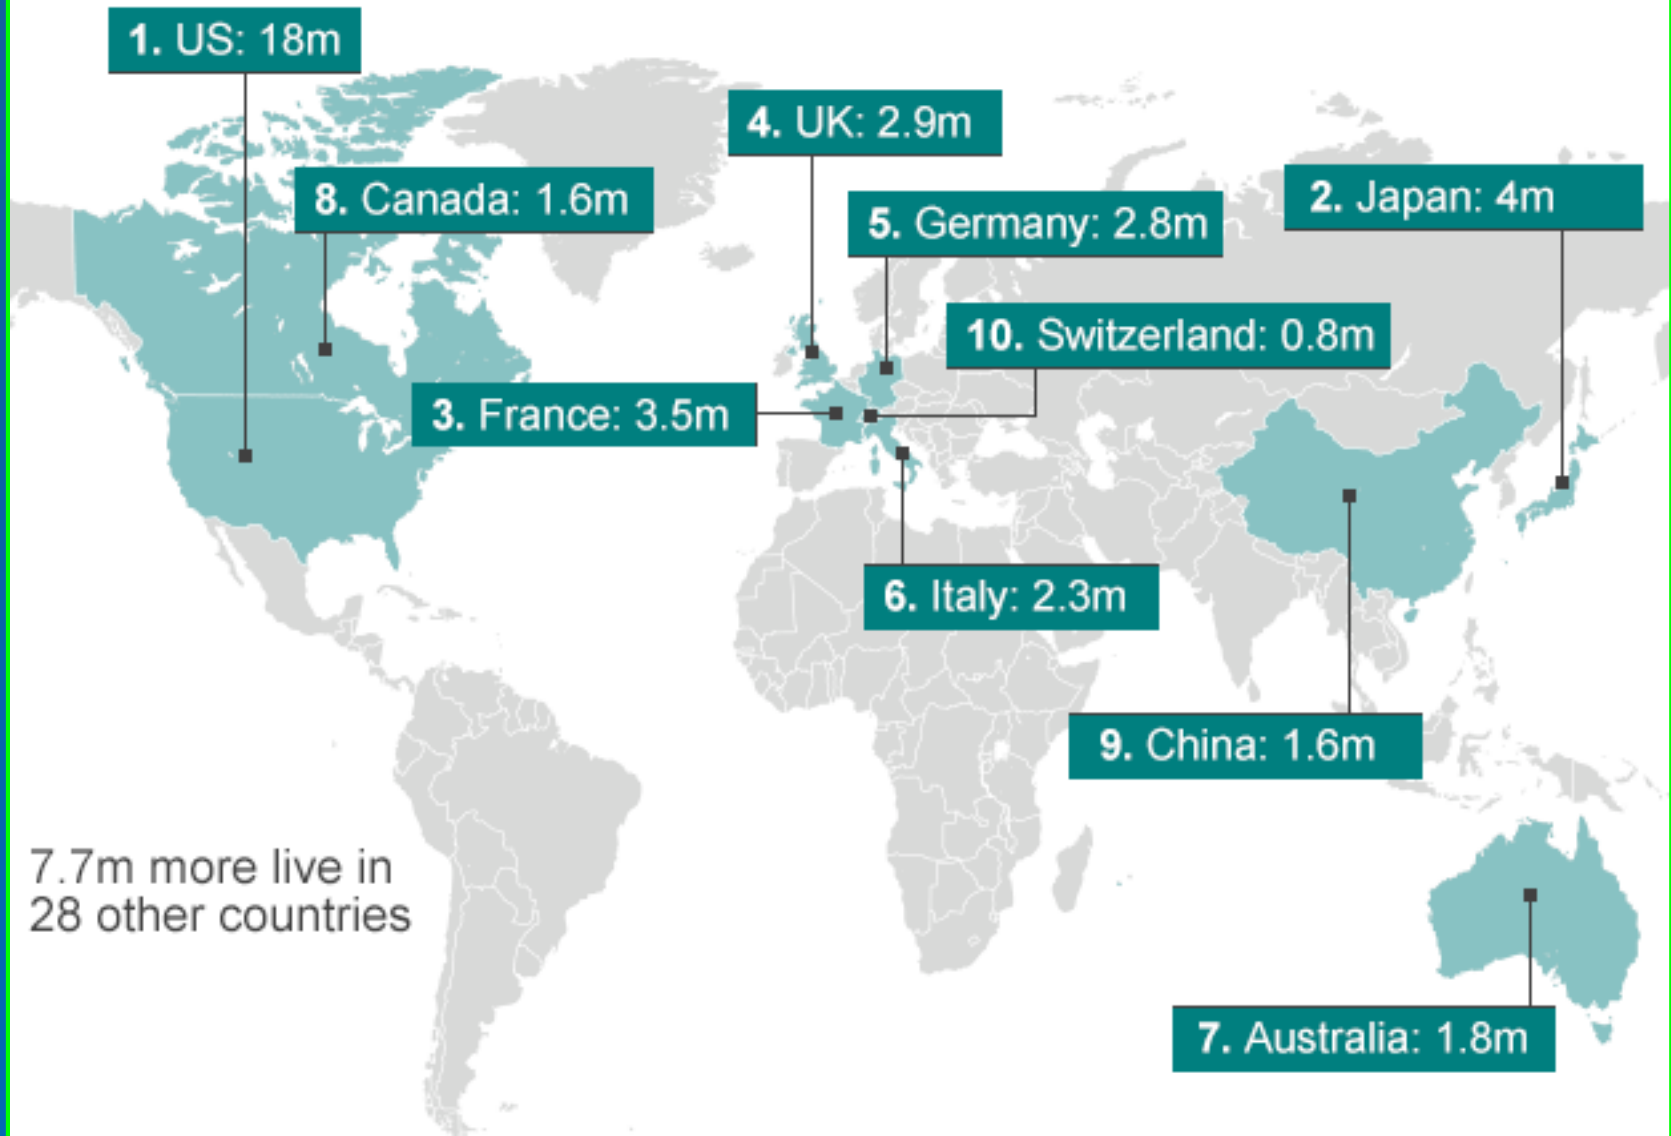 1. US: 18m
4. UK: 2.9m
8. Canada: 1.6m
2. Japan: 4m
5. Germany: 2.8m
10. Switzerland: 0.8m
3. France: 3.5m
6. Italy: 2.3m
9. China: 1.6m
7.7m more live in
28 other countries
7. Australia: 1.8m